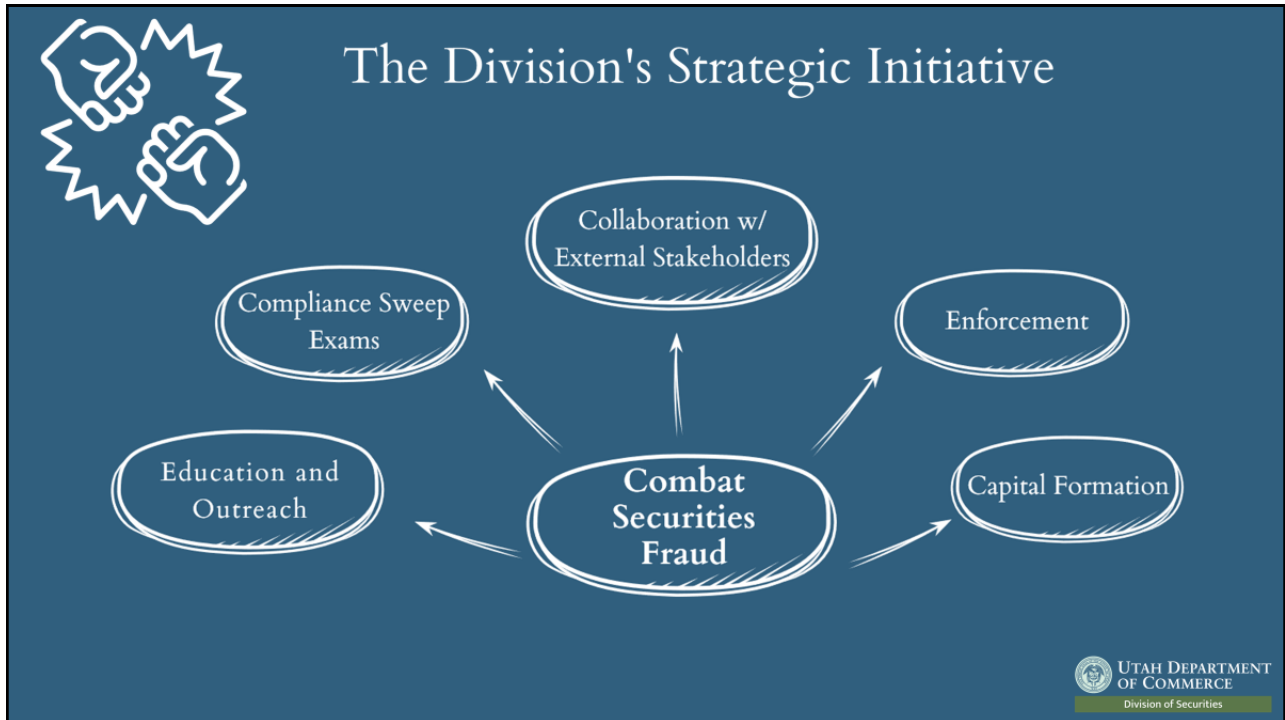 The Division's Strategic Initiative
Collaboration w/
External Stakeholders
Compliance Sweep
Exams
Enforcement
Education and
Outreach
Capital Formation
Combat
Securities
Fraud
UTAH DEPARTMENT
OF COMMERCE
Division of Securities